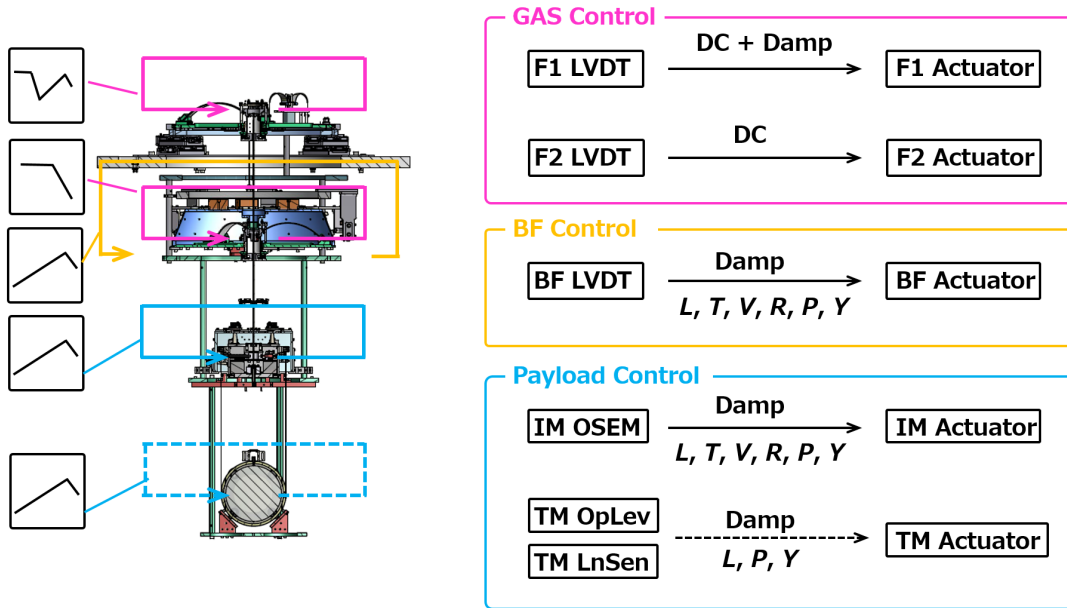 GAS Control
DC + Damp
F1 LVDT
F1 Actuator
DC
F2 LVDT
F2 Actuator
BF Control
Damp
BF LVDT
BF Actuator
L, T, V, R, P, Y
Payload Control
Damp
IM OSEM
IM Actuator
L, T, V, R, P, Y
TM OpLev
Damp
TM Actuator
TM LnSen
L, P, Y